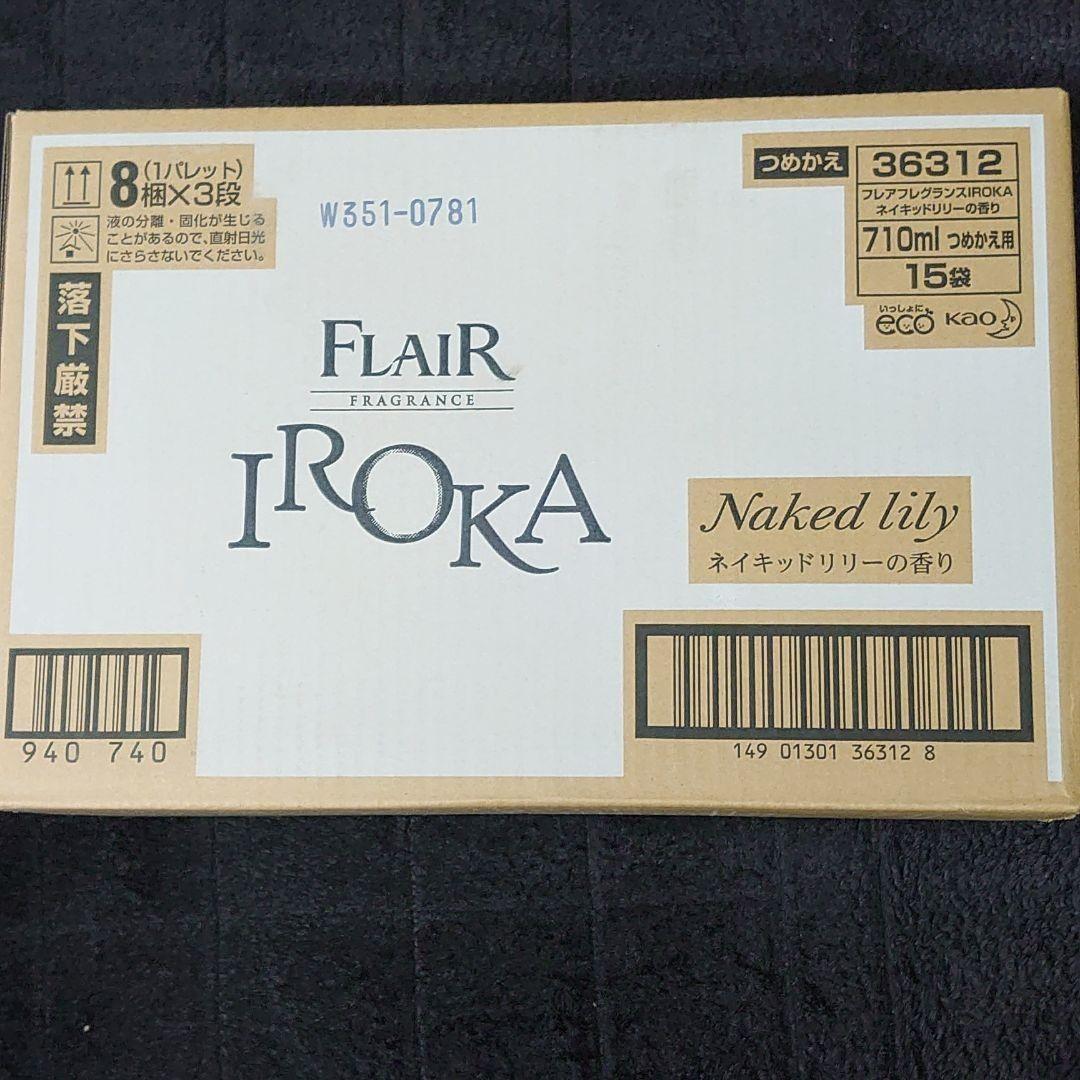 8 (1パレット)
梱×3段
液の分離・固化が生じる
ことがあるので、直射日光
にさらさないでください。
落下厳禁
W351-0781
つめかえ
36312
フレアフレグランスIROKA
ネイキッドリリーの香り
710ml つめかえ用
15袋
いっしょに
eco
Kao
FLAIR
FRAGRANCE
IROKA
Naked lily
ネイキッドリリーの香り
940 740
149 01301 36312 8